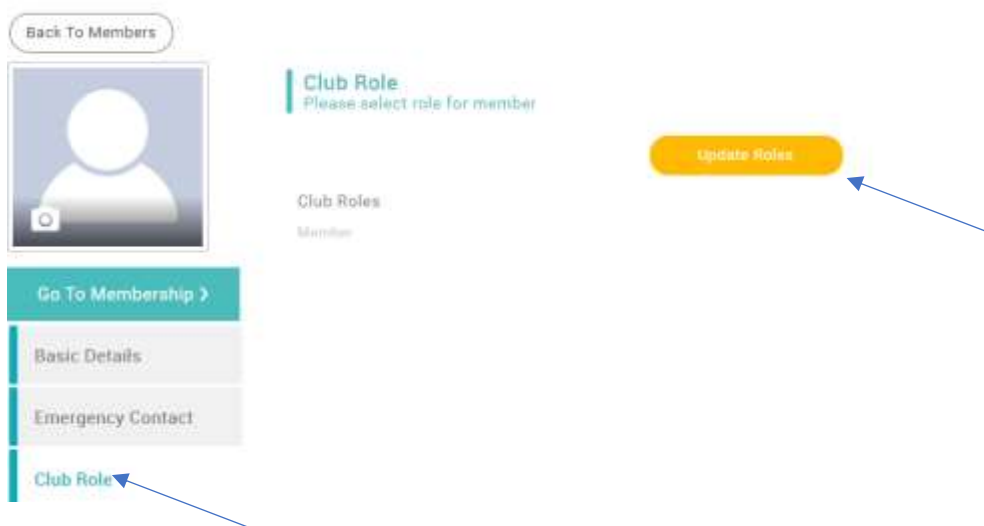 Back To Members
Club Role
Please select role for member
Update Roles
Club Roles
Member
Go To Membership ❯
Basic Details
Emergency Contact
Club Role